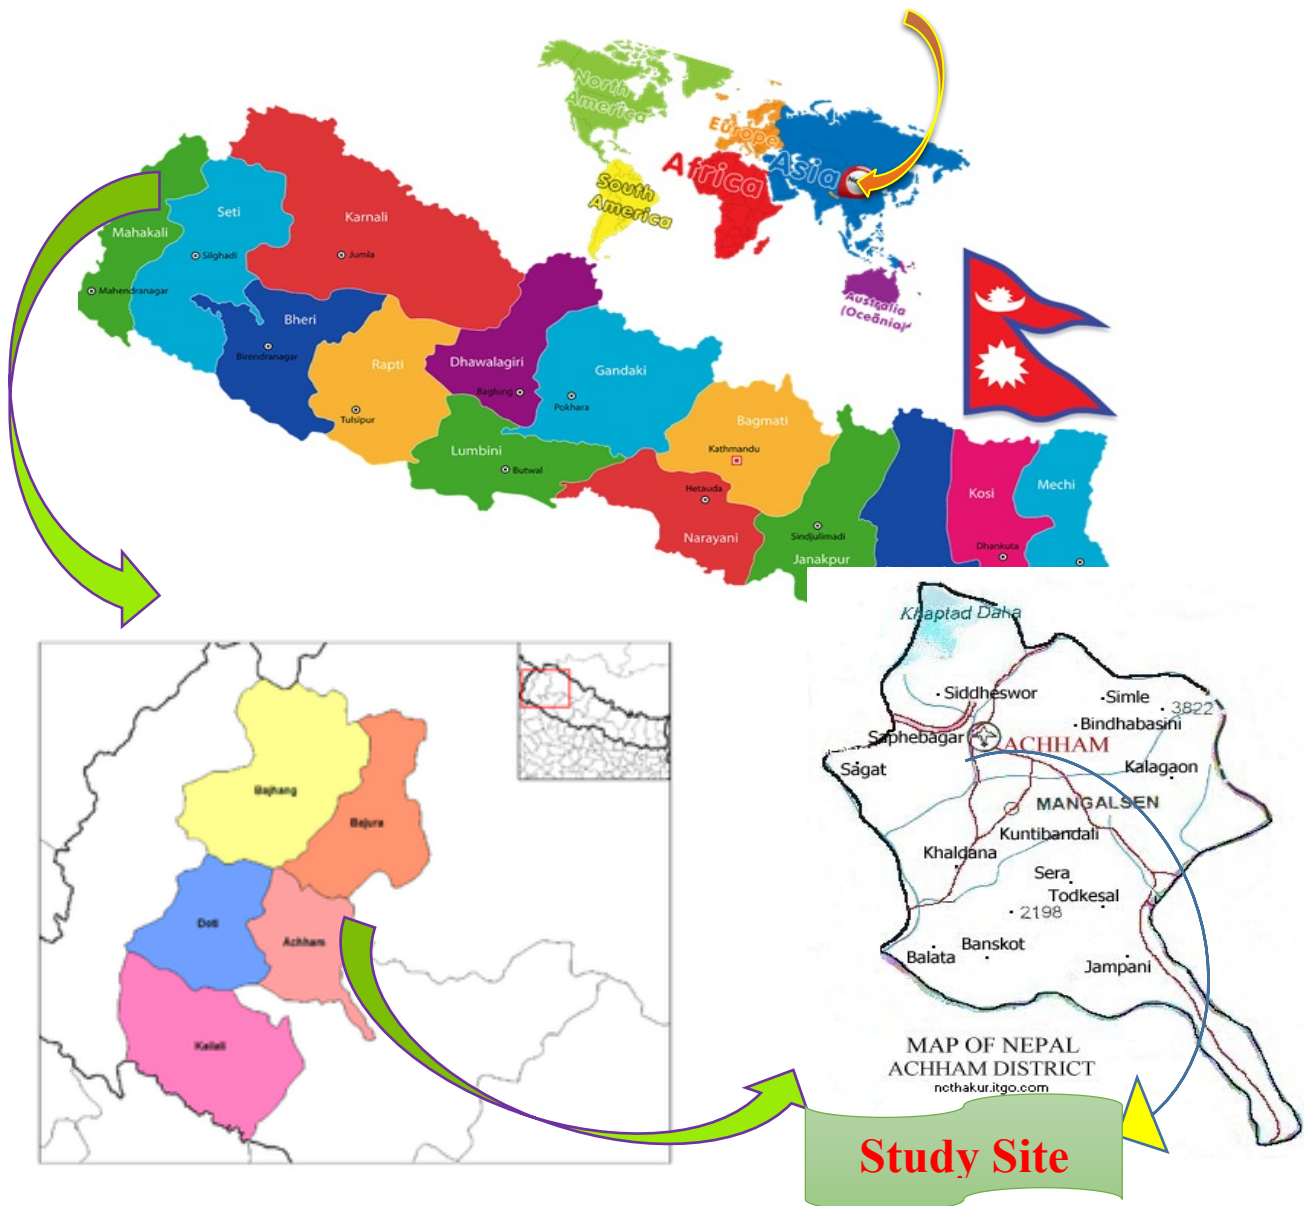 North
America
Europe
Africa
Asia
South
America
Australia
(Oceania)
Seti
Karnali
Mahakali
Silghadi
Jumla
Mahendranagar
Bheri
Birendranagar
Rapti
Dhawalagiri
Gandaki
Baglung
Pokhara
Tulsipur
Bagmati
Lumbini
Kathmandu
Butwal
Hetauda
Kosi
Mechi
Narayani
Sindjulimadi
Janakpur
Dhankuta
Bajhang
Bajura
Doti
Achham
Kailali
Khaptad Daha
Siddheswor
Simle
3822
Bindhabasini
Saphebagar
ACHHAM
Sagat
Kalagaon
MANGALSEN
Kuntibandali
Khaldana
Sera
Todkesal
2198
Banskot
Balata
Jampani
MAP OF NEPAL
ACHHAM DISTRICT
ncthakur.itgo.com
Study Site